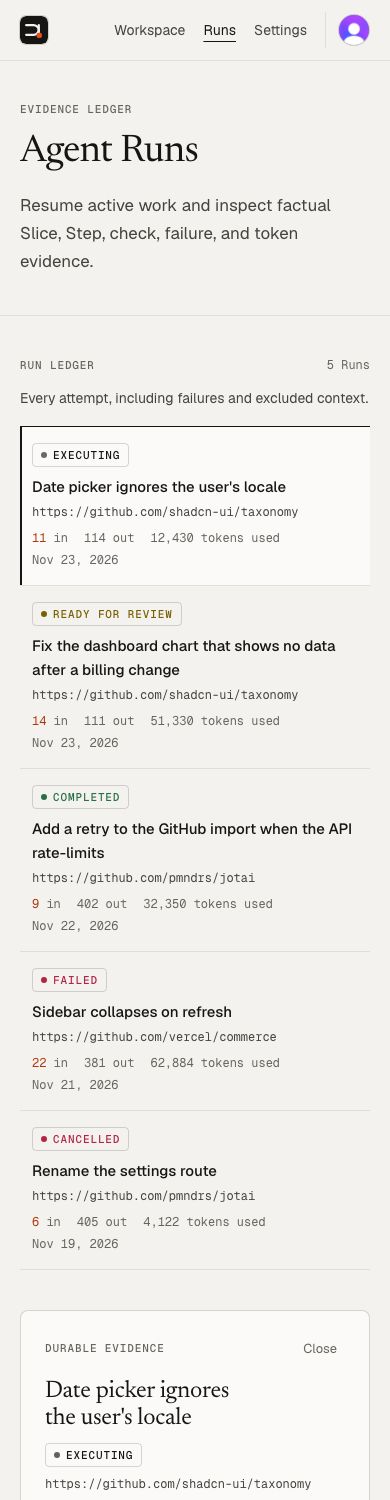 Workspace Runs Settings
EVIDENCE LEDGER
Agent Runs
Resume active work and inspect factual
Slice, Step, check, failure, and token
evidence.
RUN LEDGER 5 Runs
Every attempt, including failures and excluded context.
EXECUTING
Date picker ignores the user's locale
https://github.com/shadcn-ui/taxonomy
11 in 114 out 12,430 tokens used
Nov 23, 2026
READY FOR REVIEW
Fix the dashboard chart that shows no data
after a billing change
https://github.com/shadcn-ui/taxonomy
14 in 111 out 51,330 tokens used
Nov 23, 2026
COMPLETED
Add a retry to the GitHub import when the API
rate-limits
https://github.com/pmndrs/jotai
9 in 402 out 32,350 tokens used
Nov 22, 2026
FAILED
Sidebar collapses on refresh
https://github.com/vercel/commerce
22 in 381 out 62,884 tokens used
Nov 21, 2026
CANCELLED
Rename the settings route
https://github.com/pmndrs/jotai
6 in 405 out 4,122 tokens used
Nov 19, 2026
DURABLE EVIDENCE Close
Date picker ignores
the user's locale
EXECUTING
https://github.com/shadcn-ui/taxonomy